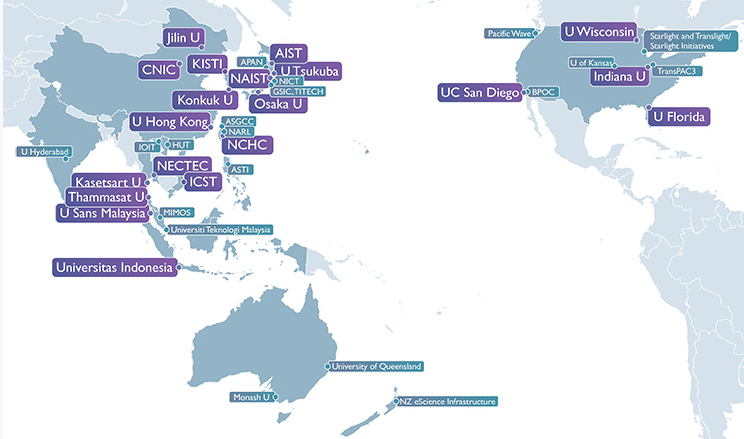 Jilin U
AIST
Pacific Wave
U Wisconsin
Starlight and Translight/
Starlight Initiatives
CNIC
KISTI
APAN
U Tsukuba
NAIST
NICT
GSIC, TITECH
U of Kansas
TransPAC3
Indiana U
Konkuk U
Osaka U
UC San Diego
BPOC
U Hong Kong
ASGCC
NARL
U Florida
IOIT
HUT
NCHC
U Hyderabad
NECTEC
ASTI
Kasetsart U
ICST
Thammasat U
U Sans Malaysia
MIMOS
Universiti Teknologi Malaysia
Universitas Indonesia
University of Queensland
Monash U
NZ eScience Infrastructure